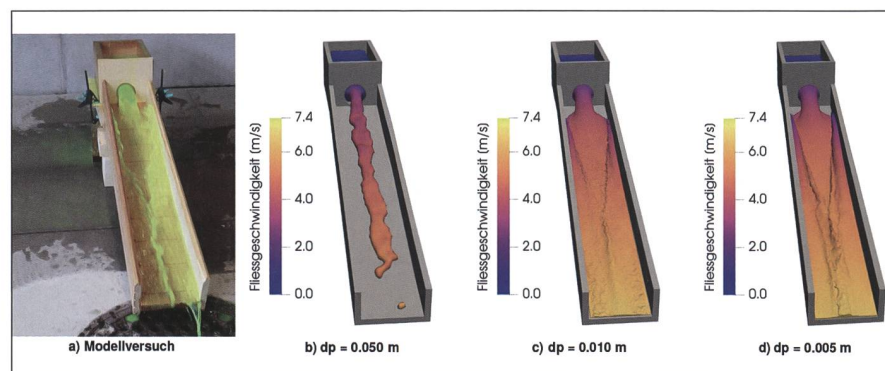 Fliessgeschwindigkeit (m/s)
7.4
6.0
4.0
2.0
0.0
Fliessgeschwindigkeit (m/s)
7.4
6.0
4.0
2.0
0.0
Fliessgeschwindigkeit (m/s)
7.4
6.0
4.0
2.0
0.0
a) Modellversuch
b) dp = 0.050 m
c) dp = 0.010 m
d) dp = 0.005 m